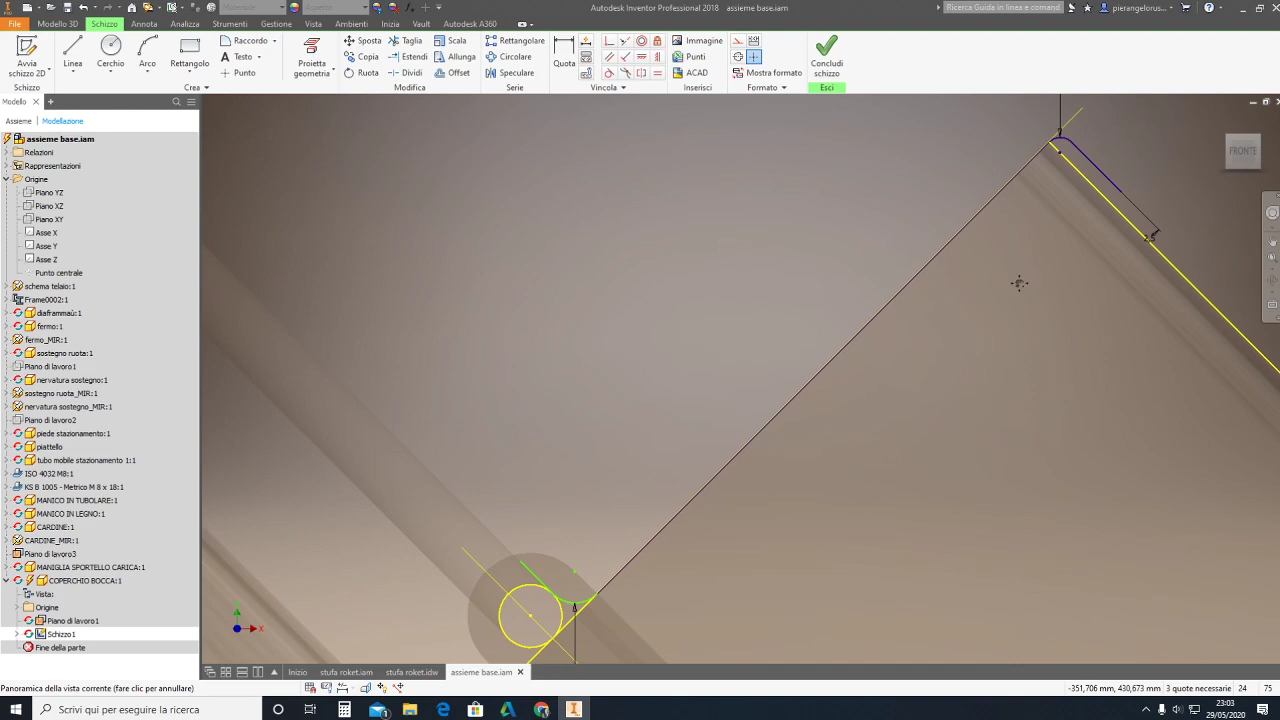 Autodesk Inventor Professional 2018   assieme base.iam
Ricerca Guida in linea e comand
pierangelorus...
File Modello 3D Schizzo Annota Analizza Strumenti Gestione Vista Ambienti Inizia Vault Autodesk A360
Materiale
Aspetto
Avvia
schizzo 2D
Linea
Cerchio
Arco
Rettangolo
Raccordo
Testo
Punto
Proietta
geometria
Sposta
Copia
Ruota
Taglia
Estendi
Dividi
Scala
Allunga
Offset
Rettangolare
Circolare
Speculare
Quota
Immagine
Punti
ACAD
Mostra formato
Concludi
schizzo
Schizzo
Crea
Modifica
Serie
Vincola
Inserisci
Formato
Esci
Modello
Assieme Modellazione
assieme base.iam
Relazioni
Rappresentazioni
Origine
Piano YZ
Piano XZ
Piano XY
Asse X
Asse Y
Asse Z
Punto centrale
schema telaio:1
Frame0002:1
diaframmaù:1
fermo:1
fermo_MIR:1
sostegno ruota:1
Piano di lavoro1
nervatura sostegno:1
sostegno ruota_MIR:1
nervatura sostegno_MIR:1
Piano di lavoro2
piede stazionamento:1
piattello
tubo mobile stazionamento 1:1
ISO 4032 M8:1
KS B 1005 - Metrico M 8 x 18:1
MANICO IN TUBOLARE:1
MANICO IN LEGNO:1
CARDINE:1
CARDINE_MIR:1
Piano di lavoro3
MANIGLIA SPORTELLO CARICA:1
COPERCHIO BOCCA:1
Vista:
Origine
Piano di lavoro1
Schizzo1
Fine della parte
FRONTE
X
Inizio
stufa roket.iam
stufa roket.idw
assieme base.iam
Panoramica della vista corrente (fare clic per annullare)
-351,706 mm, 430,673 mm 3 quote necessarie 24 75
Scrivi qui per eseguire la ricerca
23:03
29/05/2020